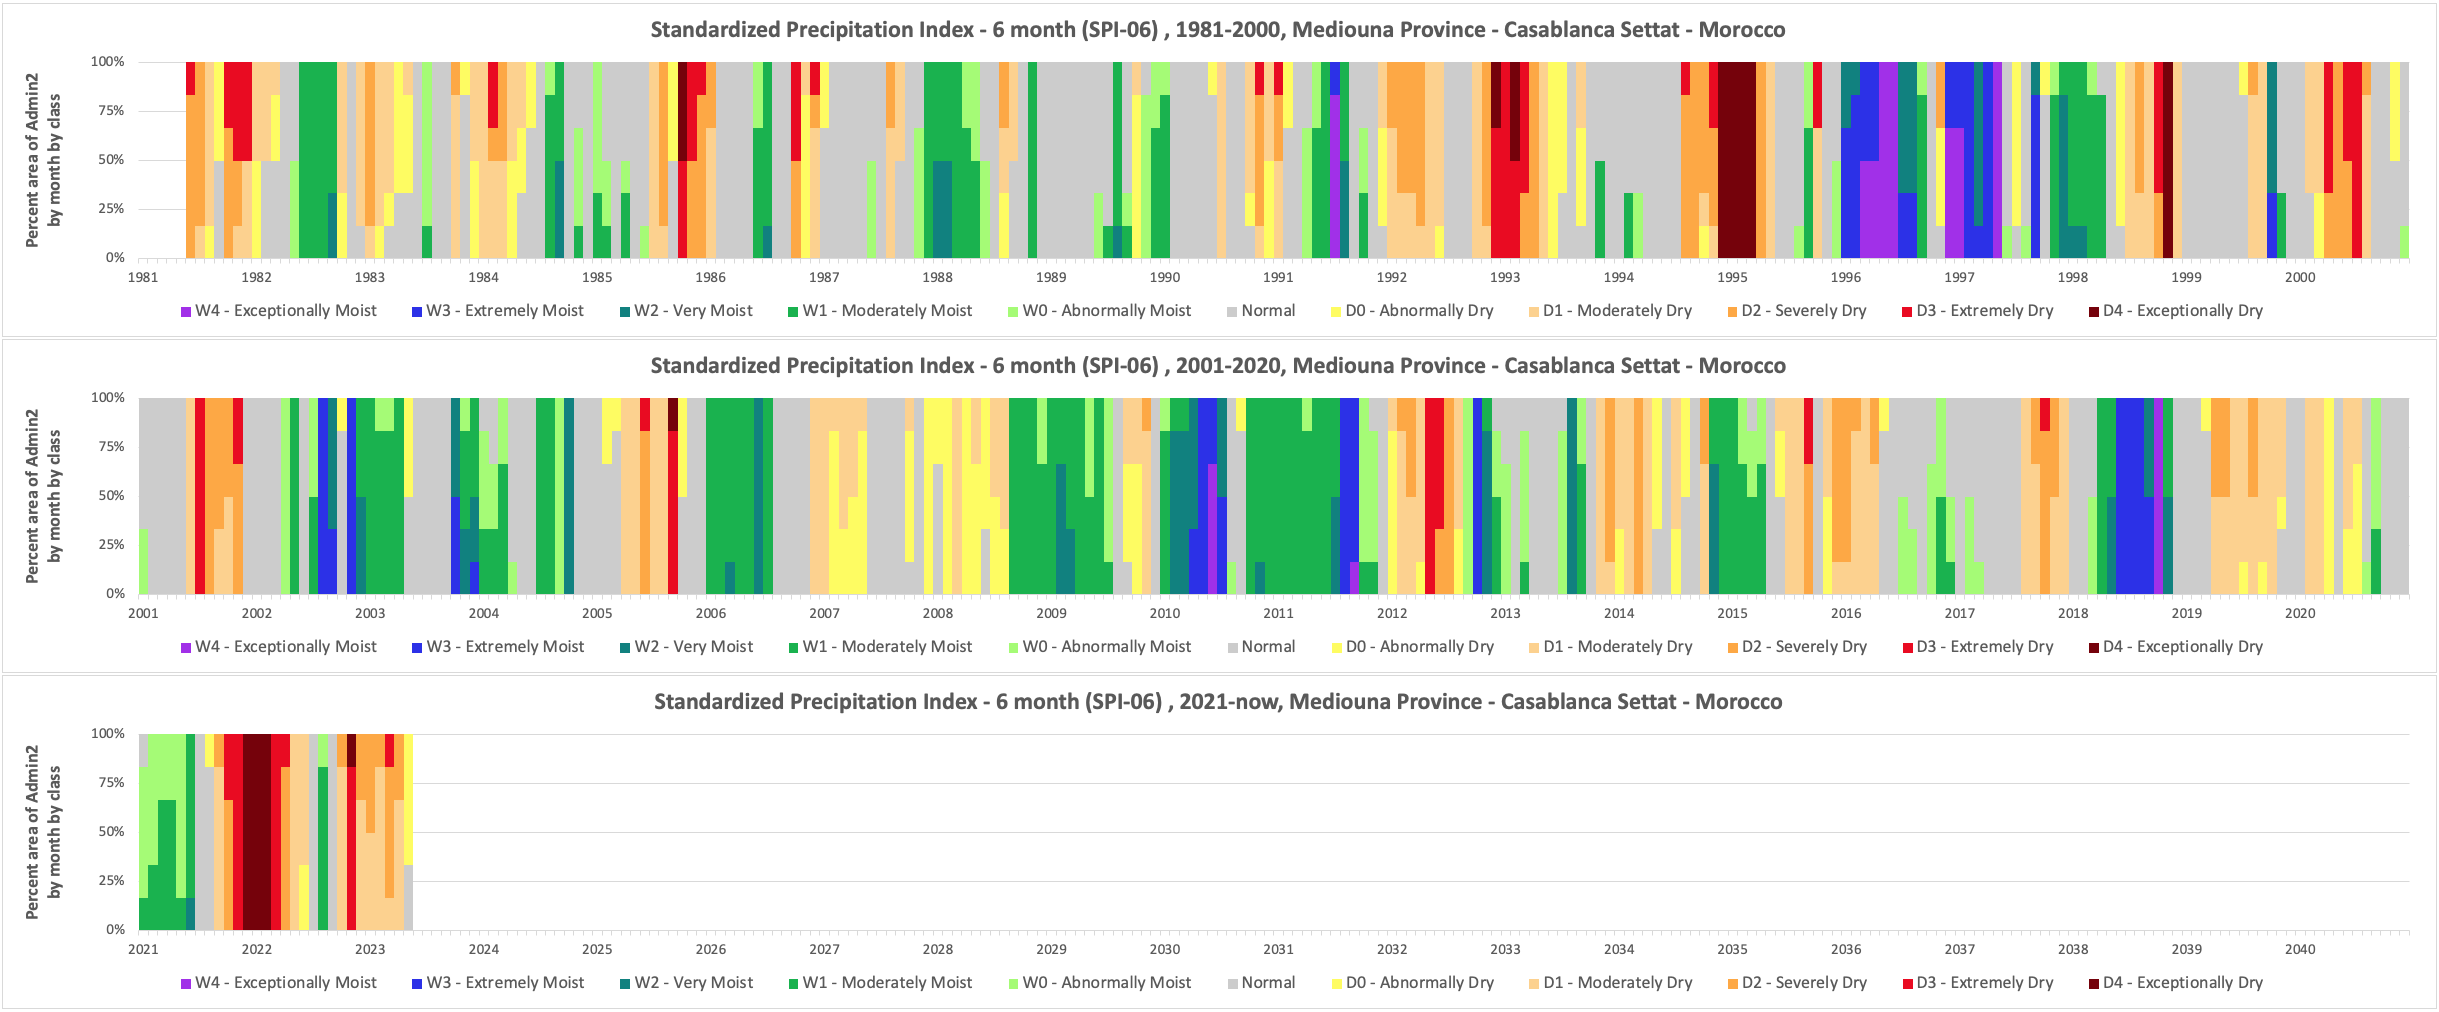 Standardized Precipitation Index - 6 month (SPI-06) , 1981-2000, Mediouna Province - Casablanca Settat - Morocco
Percent area of Admin2
by month by class
100%
75%
50%
25%
0%
1981 1982 1983 1984 1985 1986 1987 1988 1989 1990 1991 1992 1993 1994 1995 1996 1997 1998 1999 2000
W4 - Exceptionally Moist W3 - Extremely Moist W2 - Very Moist W1 - Moderately Moist W0 - Abnormally Moist Normal D0 - Abnormally Dry D1 - Moderately Dry D2 - Severely Dry D3 - Extremely Dry D4 - Exceptionally Dry
Standardized Precipitation Index - 6 month (SPI-06) , 2001-2020, Mediouna Province - Casablanca Settat - Morocco
Percent area of Admin2
by month by class
100%
75%
50%
25%
0%
2001 2002 2003 2004 2005 2006 2007 2008 2009 2010 2011 2012 2013 2014 2015 2016 2017 2018 2019 2020
W4 - Exceptionally Moist W3 - Extremely Moist W2 - Very Moist W1 - Moderately Moist W0 - Abnormally Moist Normal D0 - Abnormally Dry D1 - Moderately Dry D2 - Severely Dry D3 - Extremely Dry D4 - Exceptionally Dry
Standardized Precipitation Index - 6 month (SPI-06) , 2021-now, Mediouna Province - Casablanca Settat - Morocco
Percent area of Admin2
by month by class
100%
75%
50%
25%
0%
2021 2022 2023 2024 2025 2026 2027 2028 2029 2030 2031 2032 2033 2034 2035 2036 2037 2038 2039 2040
W4 - Exceptionally Moist W3 - Extremely Moist W2 - Very Moist W1 - Moderately Moist W0 - Abnormally Moist Normal D0 - Abnormally Dry D1 - Moderately Dry D2 - Severely Dry D3 - Extremely Dry D4 - Exceptionally Dry